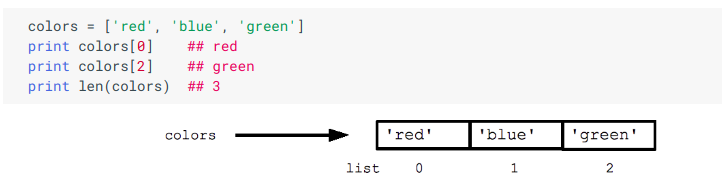 colors = ['red', 'blue', 'green']
print colors[0]    ## red
print colors[2]    ## green
print len(colors)  ## 3
colors 'red' 'blue' 'green'
list 0 1 2